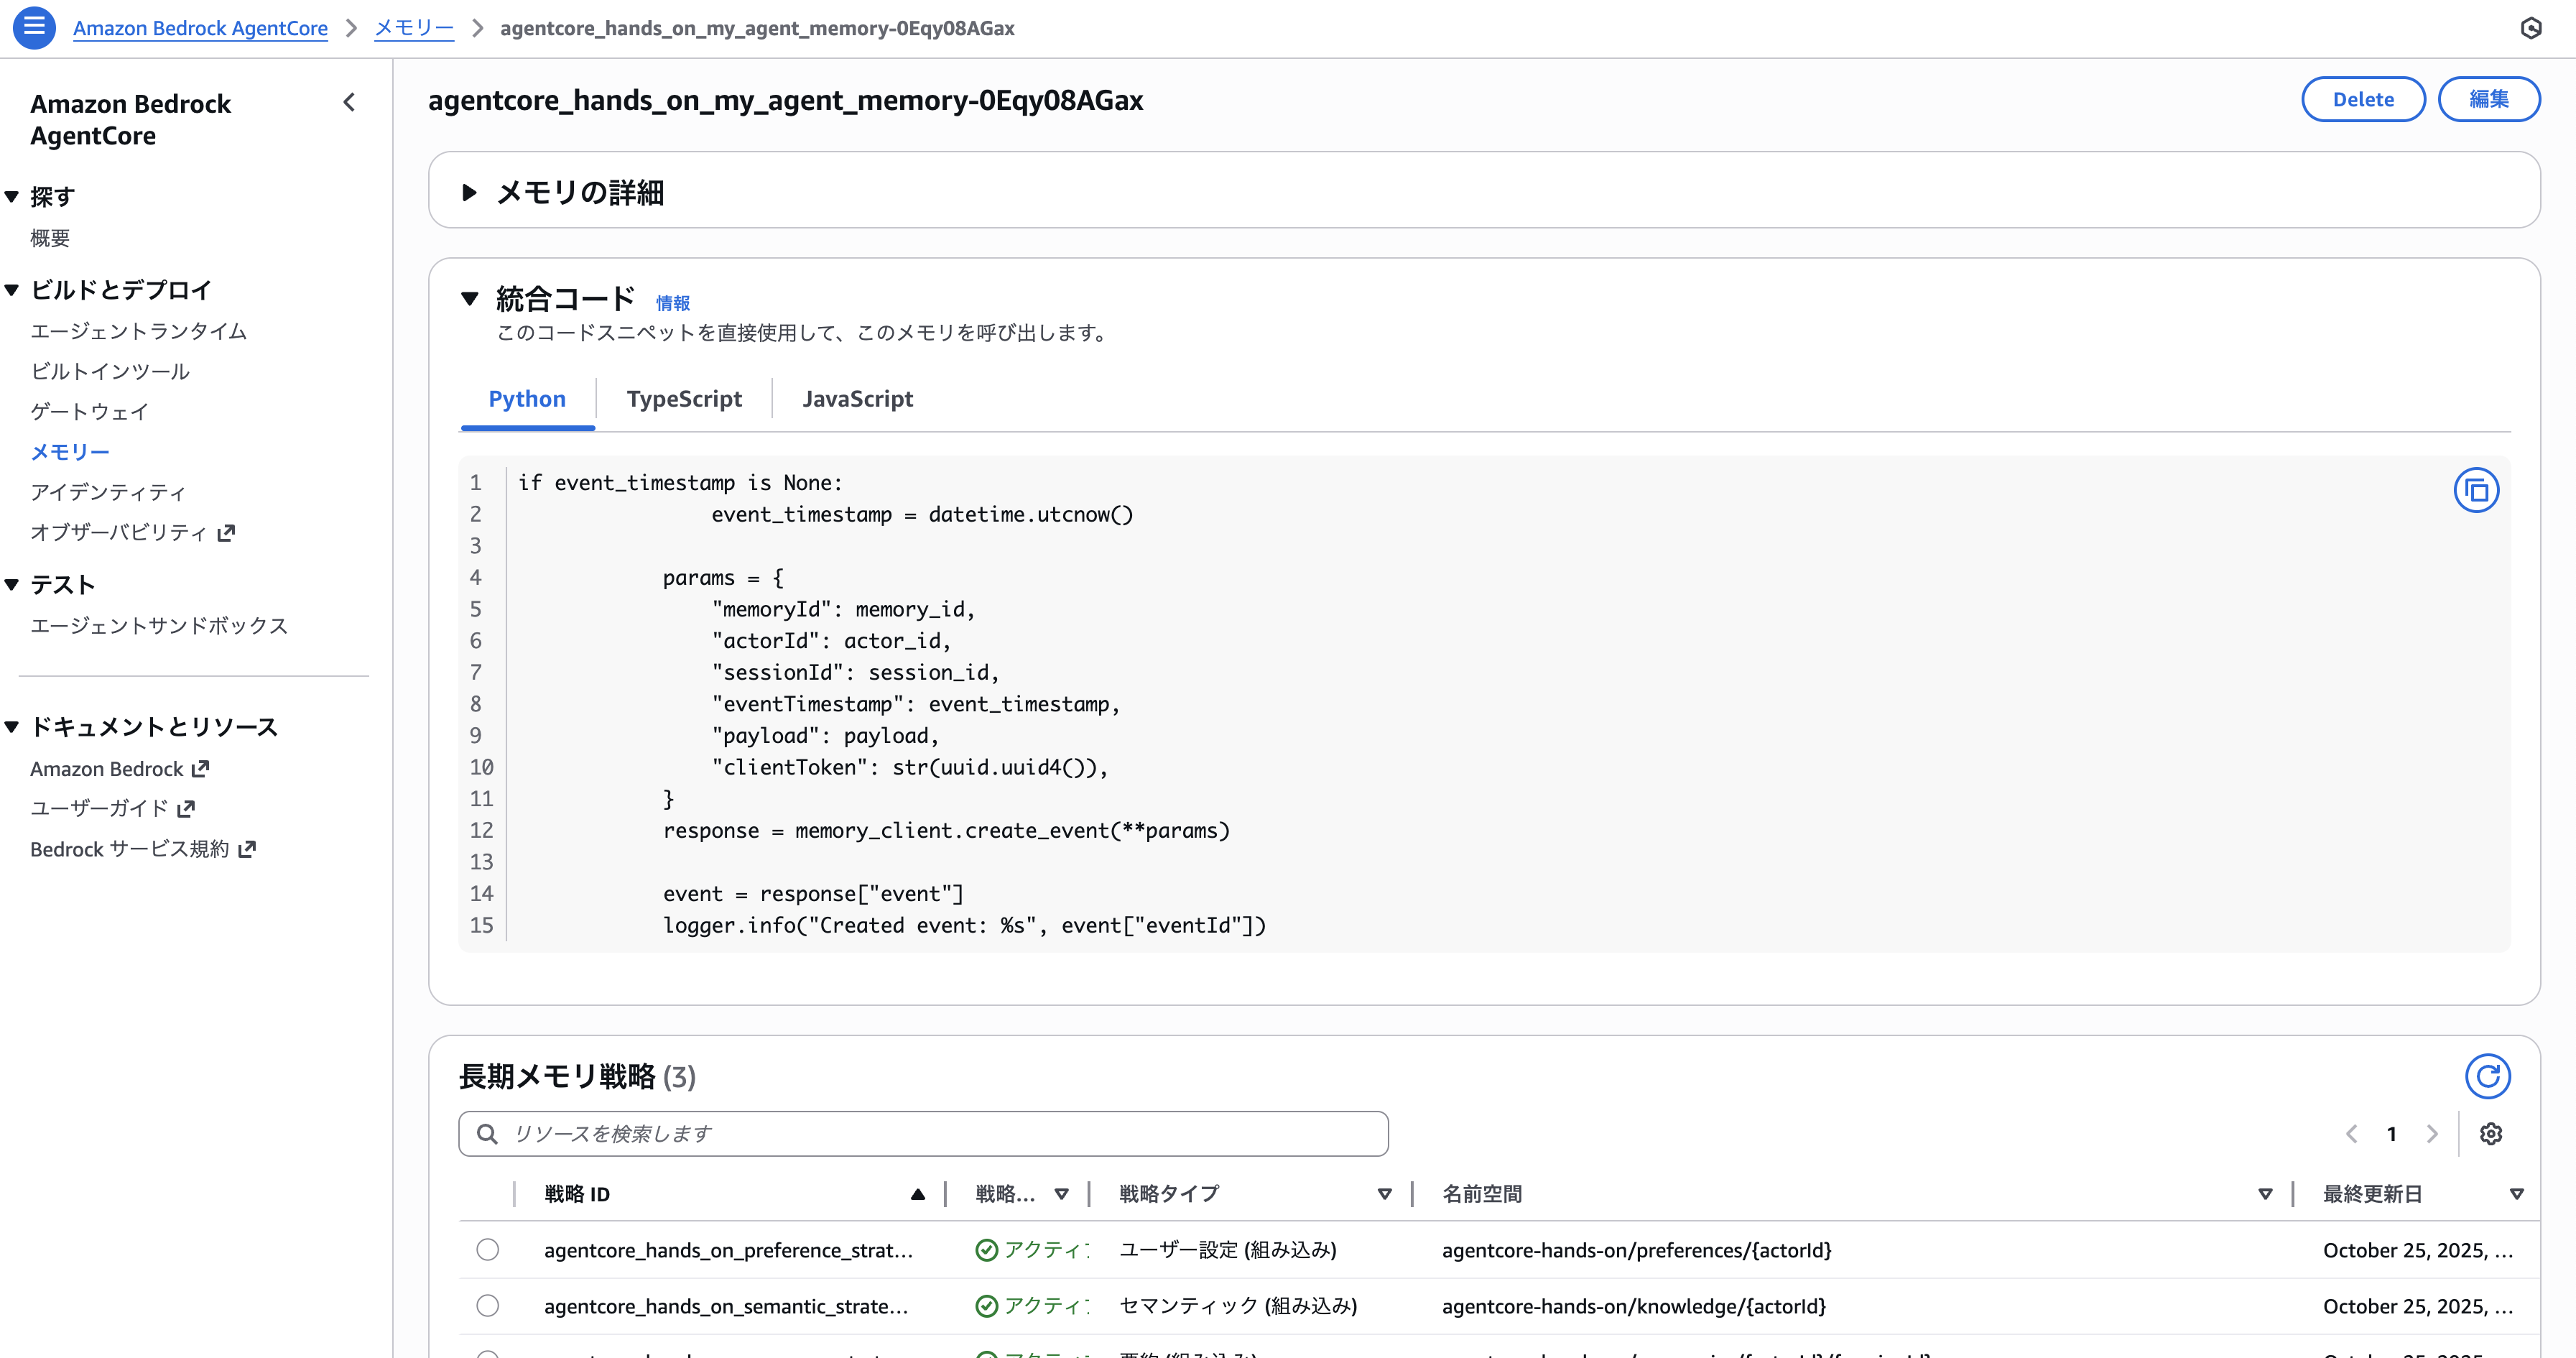 Amazon Bedrock AgentCore > メモリー > agentcore_hands_on_my_agent_memory-0Eqy08AGax
Amazon Bedrock
AgentCore
探す
概要
ビルドとデプロイ
エージェントランタイム
ビルトインツール
ゲートウェイ
メモリー
アイデンティティ
オブザーバビリティ
テスト
エージェントサンドボックス
ドキュメントとリソース
Amazon Bedrock
ユーザーガイド
Bedrock サービス規約
agentcore_hands_on_my_agent_memory-0Eqy08AGax
Delete 編集
メモリの詳細
統合コード 情報
このコードスニペットを直接使用して、このメモリを呼び出します。
Python TypeScript JavaScript
1 if event_timestamp is None:
2 event_timestamp = datetime.utcnow()
3
4 params = {
5 "memoryId": memory_id,
6 "actorId": actor_id,
7 "sessionId": session_id,
8 "eventTimestamp": event_timestamp,
9 "payload": payload,
10 "clientToken": str(uuid.uuid4()),
11 }
12 response = memory_client.create_event(**params)
13
14 event = response["event"]
15 logger.info("Created event: %s", event["eventId"])
長期メモリ戦略 (3)
リソースを検索します
1
戦略 ID 戦略... 戦略タイプ 名前空間 最終更新日
agentcore_hands_on_preference_strat... アクティ ユーザー設定 (組み込み) agentcore-hands-on/preferences/{actorId} October 25, 2025, ...
agentcore_hands_on_semantic_strate... アクティ セマンティック (組み込み) agentcore-hands-on/knowledge/{actorId} October 25, 2025, ...